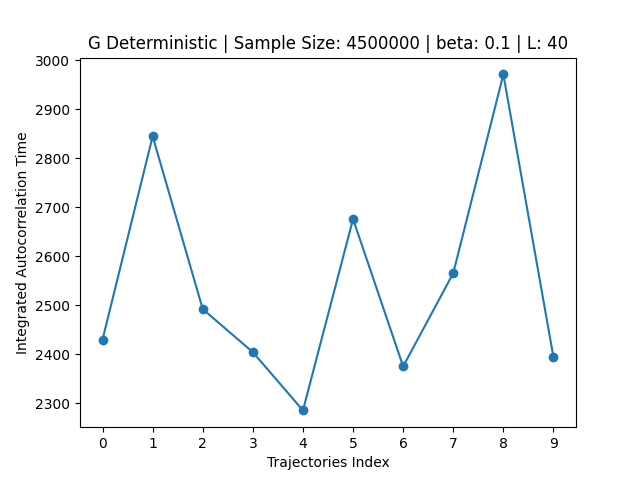 G Deterministic | Sample Size: 4500000 | beta: 0.1 | L: 40
3000
2900
2800
2700
2600
2500
2400
2300
Integrated Autocorrelation Time
0 1 2 3 4 5 6 7 8 9
Trajectories Index